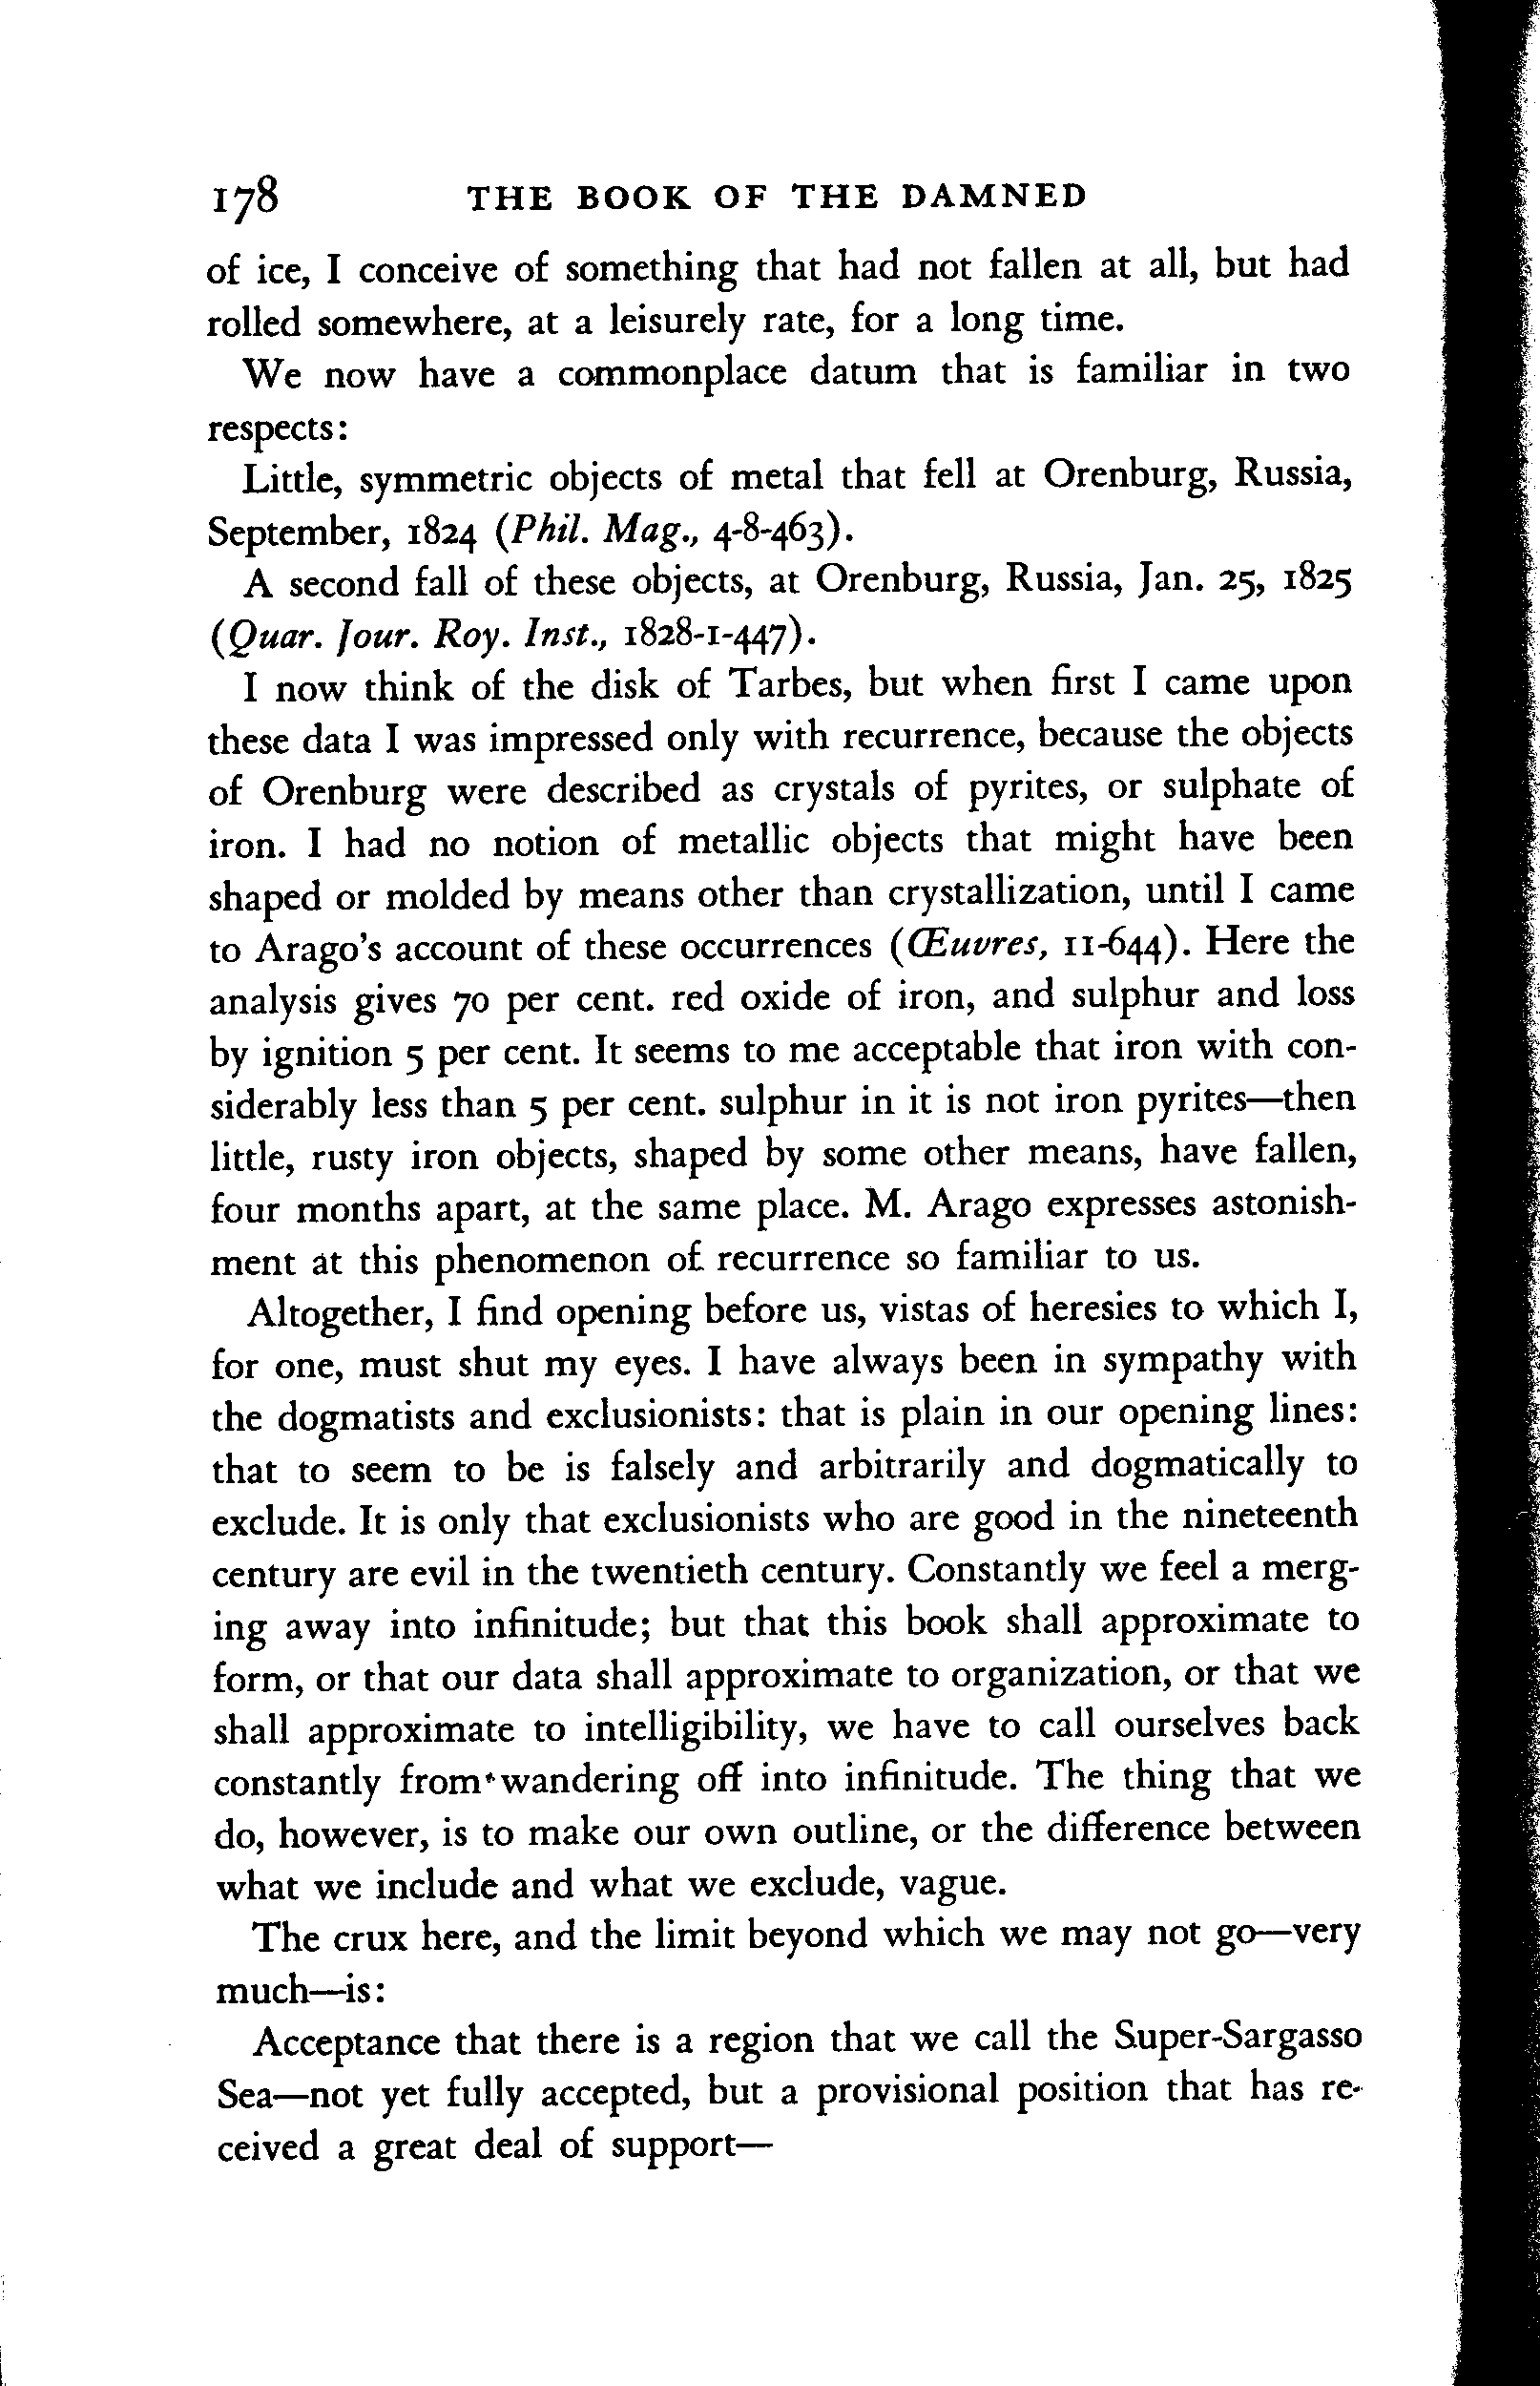 178 THE BOOK OF THE DAMNED
of ice, I conceive of something that had not fallen at all, but had
rolled somewhere, at a leisurely rate, for a long time.
We now have a commonplace datum that is familiar in two
respects:
Little, symmetric objects of metal that fell at Orenburg, Russia,
September, 1824 (Phil. Mag., 4-8-463).
A second fall of these objects, at Orenburg, Russia, Jan. 25, 1825
(Quar. Jour. Roy. Inst., 1828-1-447).
I now think of the disk of Tarbes, but when first I came upon
these data I was impressed only with recurrence, because the objects
of Orenburg were described as crystals of pyrites, or sulphate of
iron. I had no notion of metallic objects that might have been
shaped or molded by means other than crystallization, until I came
to Arago's account of these occurrences (Œuvres, 11-644). Here the
analysis gives 70 per cent. red oxide of iron, and sulphur and loss
by ignition 5 per cent. It seems to me acceptable that iron with con-
siderably less than 5 per cent. sulphur in it is not iron pyrites—then
little, rusty iron objects, shaped by some other means, have fallen,
four months apart, at the same place. M. Arago expresses astonish-
ment at this phenomenon of recurrence so familiar to us.
Altogether, I find opening before us, vistas of heresies to which I,
for one, must shut my eyes. I have always been in sympathy with
the dogmatists and exclusionists: that is plain in our opening lines:
that to seem to be is falsely and arbitrarily and dogmatically to
exclude. It is only that exclusionists who are good in the nineteenth
century are evil in the twentieth century. Constantly we feel a merg-
ing away into infinitude; but that this book shall approximate to
form, or that our data shall approximate to organization, or that we
shall approximate to intelligibility, we have to call ourselves back
constantly from wandering off into infinitude. The thing that we
do, however, is to make our own outline, or the difference between
what we include and what we exclude, vague.
The crux here, and the limit beyond which we may not go—very
much—is:
Acceptance that there is a region that we call the Super-Sargasso
Sea—not yet fully accepted, but a provisional position that has re-
ceived a great deal of support—